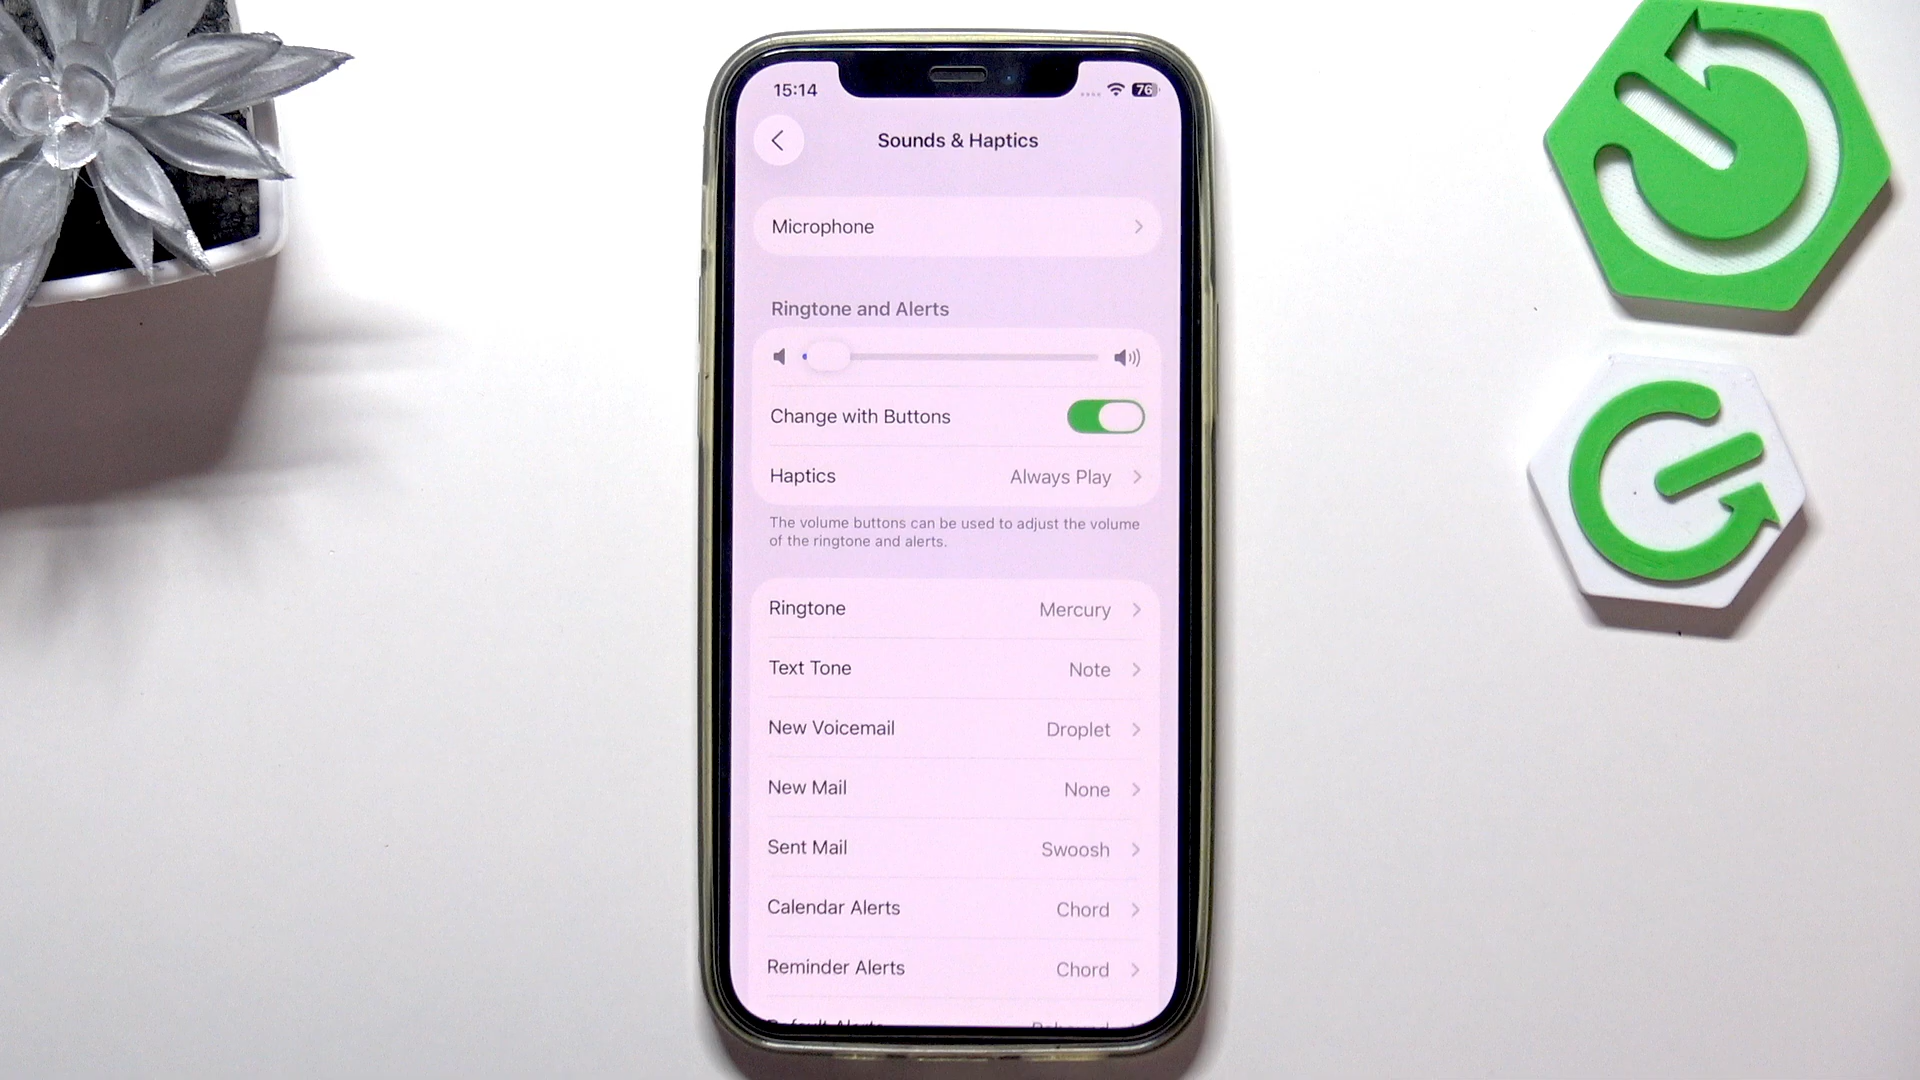 15:14
76
Sounds & Haptics
Microphone
Ringtone and Alerts
Change with Buttons
Haptics Always Play
The volume buttons can be used to adjust the volume
of the ringtone and alerts.
Ringtone Mercury
Text Tone Note
New Voicemail Droplet
New Mail None
Sent Mail Swoosh
Calendar Alerts Chord
Reminder Alerts Chord